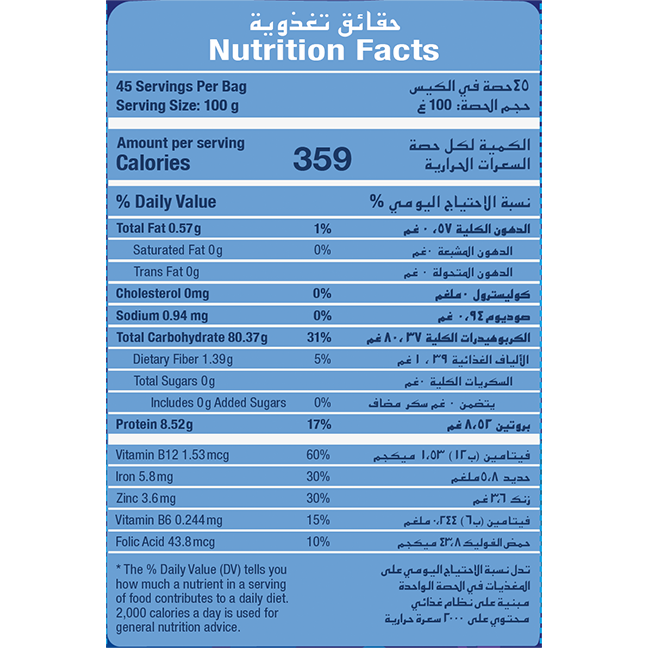 حقائق تغذوية
Nutrition Facts
45 Servings Per Bag ٤٥حصة في الكيس
Serving Size: 100 g حجم الحصة: 100 غ
Amount per serving الكمية لكل حصة
Calories 359 السعرات الحرارية
% Daily Value نسبة الاحتياج اليومي %
Total Fat 0.57g 1% الدهون الكلية ٠,٥٧ غم
Saturated Fat 0g 0% الدهون المشبعة ٠غم
Trans Fat 0g الدهون المتحولة ٠ غم
Cholesterol 0mg 0% كوليسترول ٠ملغم
Sodium 0.94 mg 0% صوديوم٠,٩٤ غم
Total Carbohydrate 80.37g 31% الكربوهيدرات الكلية ٨٠,٣٧ غم
Dietary Fiber 1.39g 5% الألياف الغذائية ١,٣٩ غم
Total Sugars 0g السكريات الكلية ٠غم
Includes 0g Added Sugars 0% يتضمن ٠ غم سكر مضاف
Protein 8.52g 17% بروتين ٨,٥٢ غم
Vitamin B12 1.53mcg 60% فيتامين (ب١٢) ١,٥٣ ميكجم
Iron 5.8mg 30% حديد ٥,٨ملغم
Zinc 3.6mg 30% زنك ٣,٦ غم
Vitamin B6 0.244mg 15% فيتامين (ب٦) ٠,٢٤٤ ملغم
Folic Acid 43.8mcg 10% حمض الفوليك ٤٣,٨ ميكجم
* The % Daily Value (DV) tells you
how much a nutrient in a serving
of food contributes to a daily diet.
2,000 calories a day is used for
general nutrition advice.
تدل نسبة الاحتياج اليومي على
المغذيات في الحصة الواحدة
مبنية على نظام غذائي
محتوي على ٢٠٠٠ سعرة حرارية